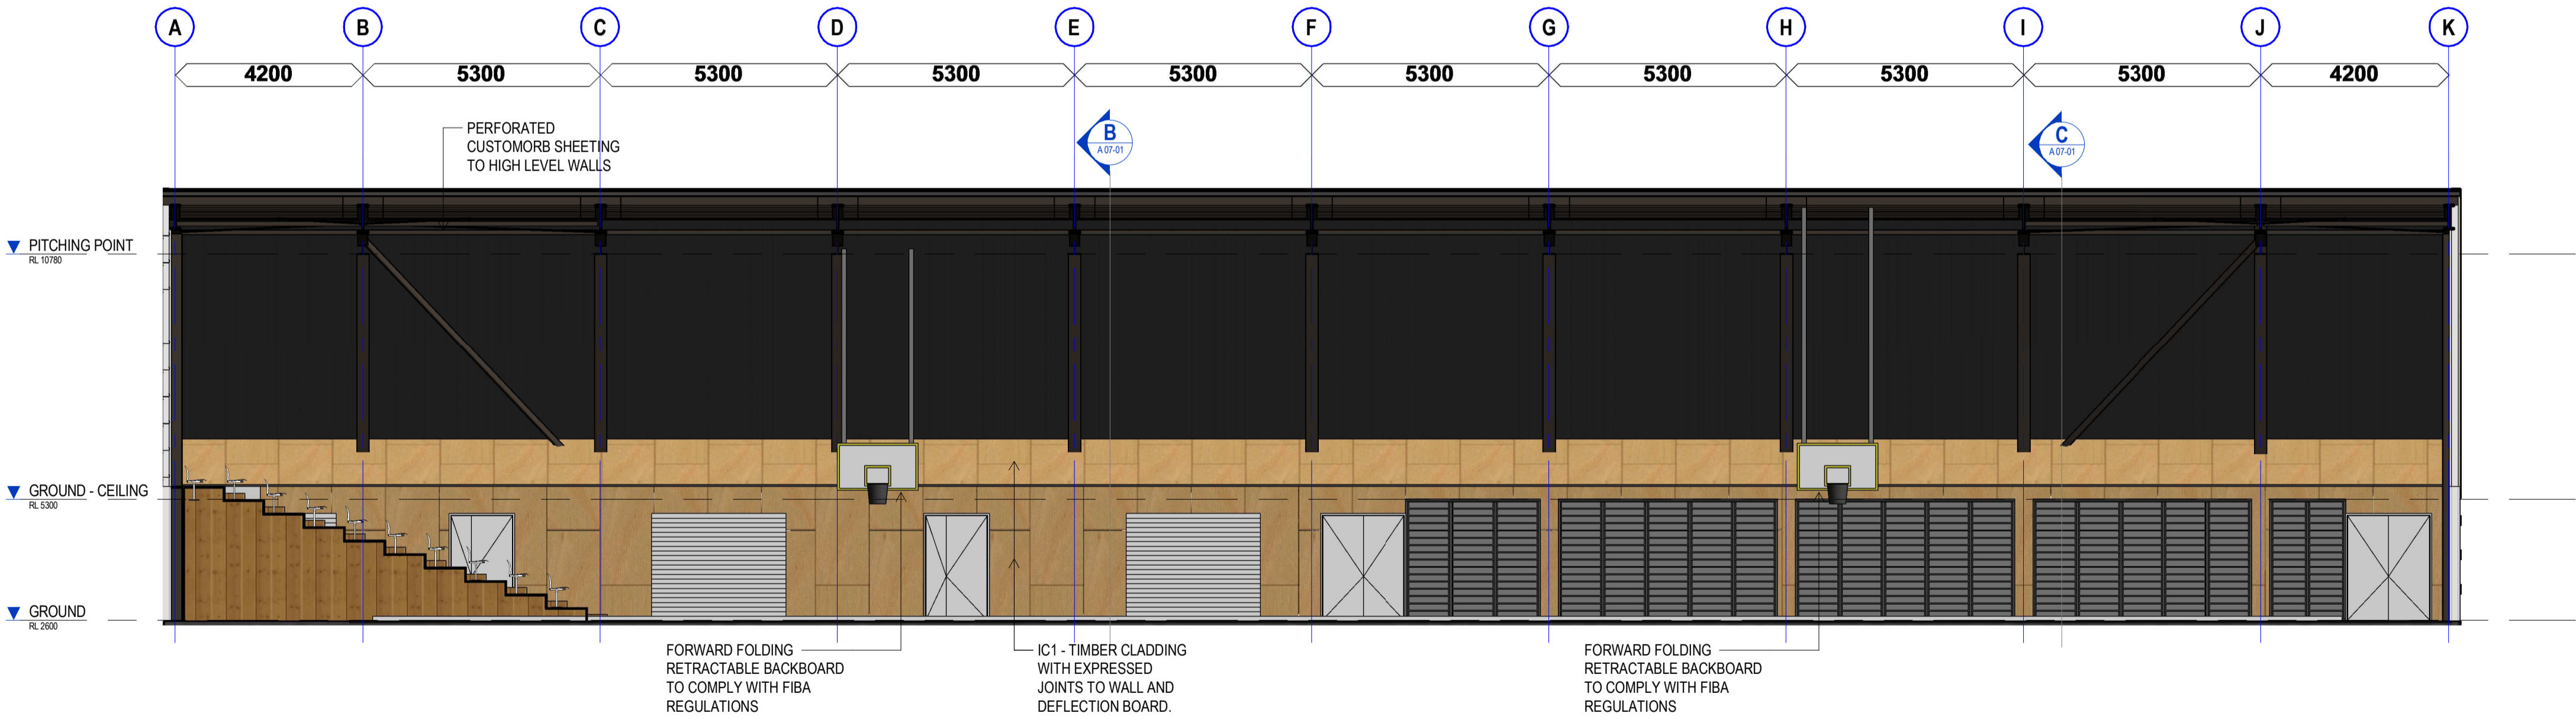 A B C D E F G H I J K
4200 5300 5300 5300 5300 5300 5300 5300 5300 4200
PERFORATED
CUSTOMORB SHEETING
TO HIGH LEVEL WALLS
B
A 07-01
C
A 07-01
PITCHING POINT
RL 10780
GROUND - CEILING
RL 5300
GROUND
RL 2600
FORWARD FOLDING
RETRACTABLE BACKBOARD
TO COMPLY WITH FIBA
REGULATIONS
IC1 - TIMBER CLADDING
WITH EXPRESSED
JOINTS TO WALL AND
DEFLECTION BOARD.
FORWARD FOLDING
RETRACTABLE BACKBOARD
TO COMPLY WITH FIBA
REGULATIONS